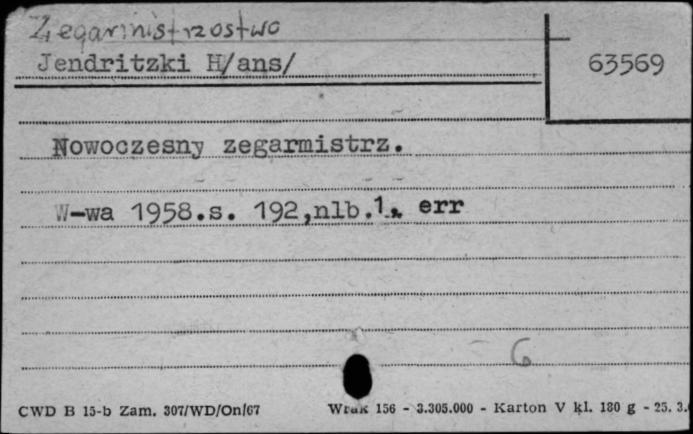 Zegarmistrzostwo
Jendritzki H/ans/
63569
Nowoczesny zegarmistrz.
W-wa 1958.s. 192,nlb.1, err
6
CWD B 15-b Zam. 307/WD/On/67 Wrak 156 - 3.305.000 - Karton V kl. 180 g - 25. 3.